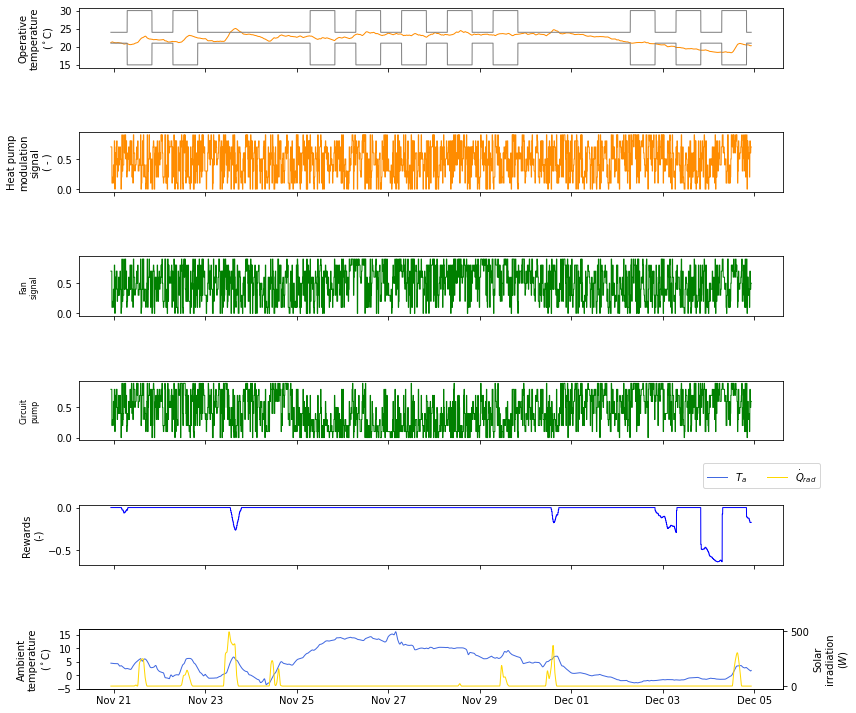 Operative
temperature
(°C)
30
25
20
15
Heat pump
modulation
signal
( - )
0.5
0.0
Fan
signal
0.5
0.0
Circuit
pump
0.5
0.0
T_a
Q̇_rad
Rewards
(-)
0.0
−0.5
Ambient
temperature
(°C)
15
10
5
0
−5
500
0
Solar
irradiation
(W)
Nov 21 Nov 23 Nov 25 Nov 27 Nov 29 Dec 01 Dec 03 Dec 05